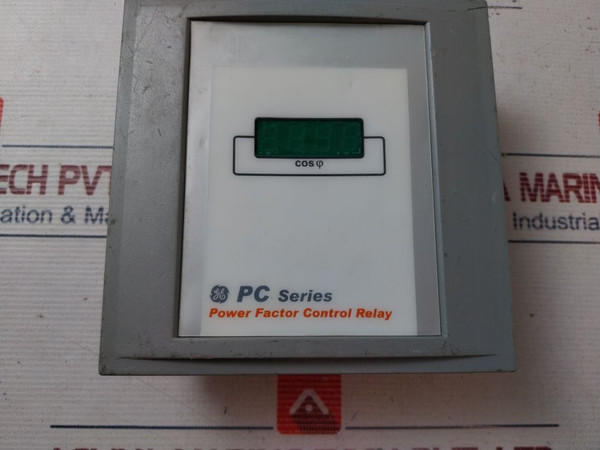 cos φ
GE PC Series
Power Factor Control Relay
ECH PVT
ation & Ma
A MARIN
Industria